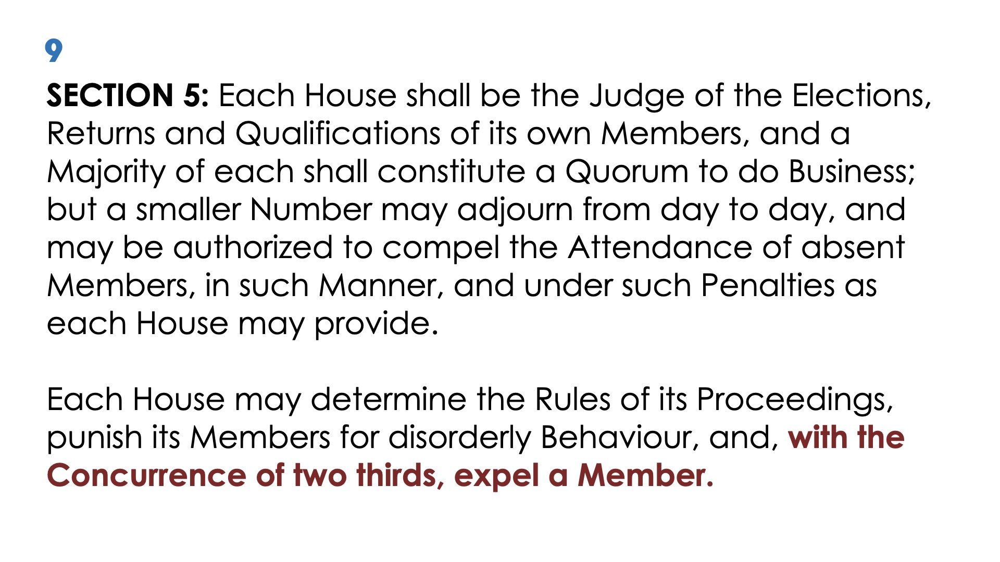 9
SECTION 5: Each House shall be the Judge of the Elections,
Returns and Qualifications of its own Members, and a
Majority of each shall constitute a Quorum to do Business;
but a smaller Number may adjourn from day to day, and
may be authorized to compel the Attendance of absent
Members, in such Manner, and under such Penalties as
each House may provide.
Each House may determine the Rules of its Proceedings,
punish its Members for disorderly Behaviour, and, with the
Concurrence of two thirds, expel a Member.